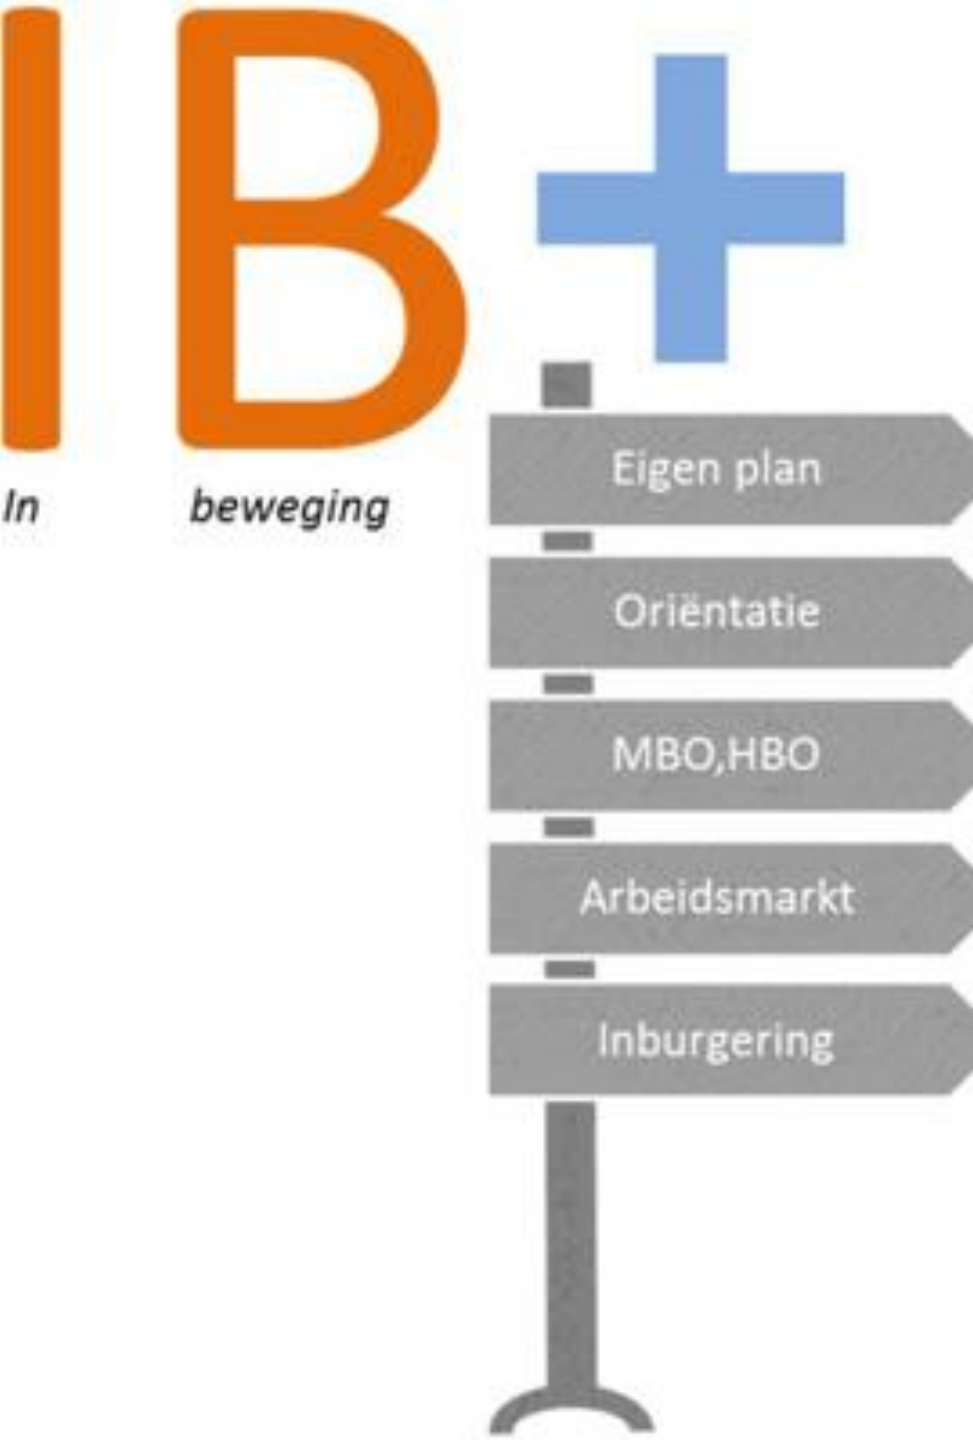 IB+
In beweging
Eigen plan
Oriëntatie
MBO,HBO
Arbeidsmarkt
Inburgering